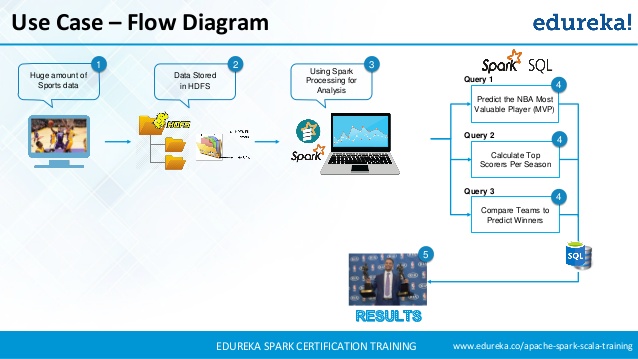 Use Case – Flow Diagram
edureka!
1
Huge amount of
Sports data
2
Data Stored
in HDFS
3
Using Spark
Processing for
Analysis
Spark SQL
HDFS
Spark
Query 1
4
Predict the NBA Most
Valuable Player (MVP)
Query 2
4
Calculate Top
Scorers Per Season
Query 3
4
Compare Teams to
Predict Winners
SQL
5
RESULTS
EDUREKA SPARK CERTIFICATION TRAINING
www.edureka.co/apache-spark-scala-training